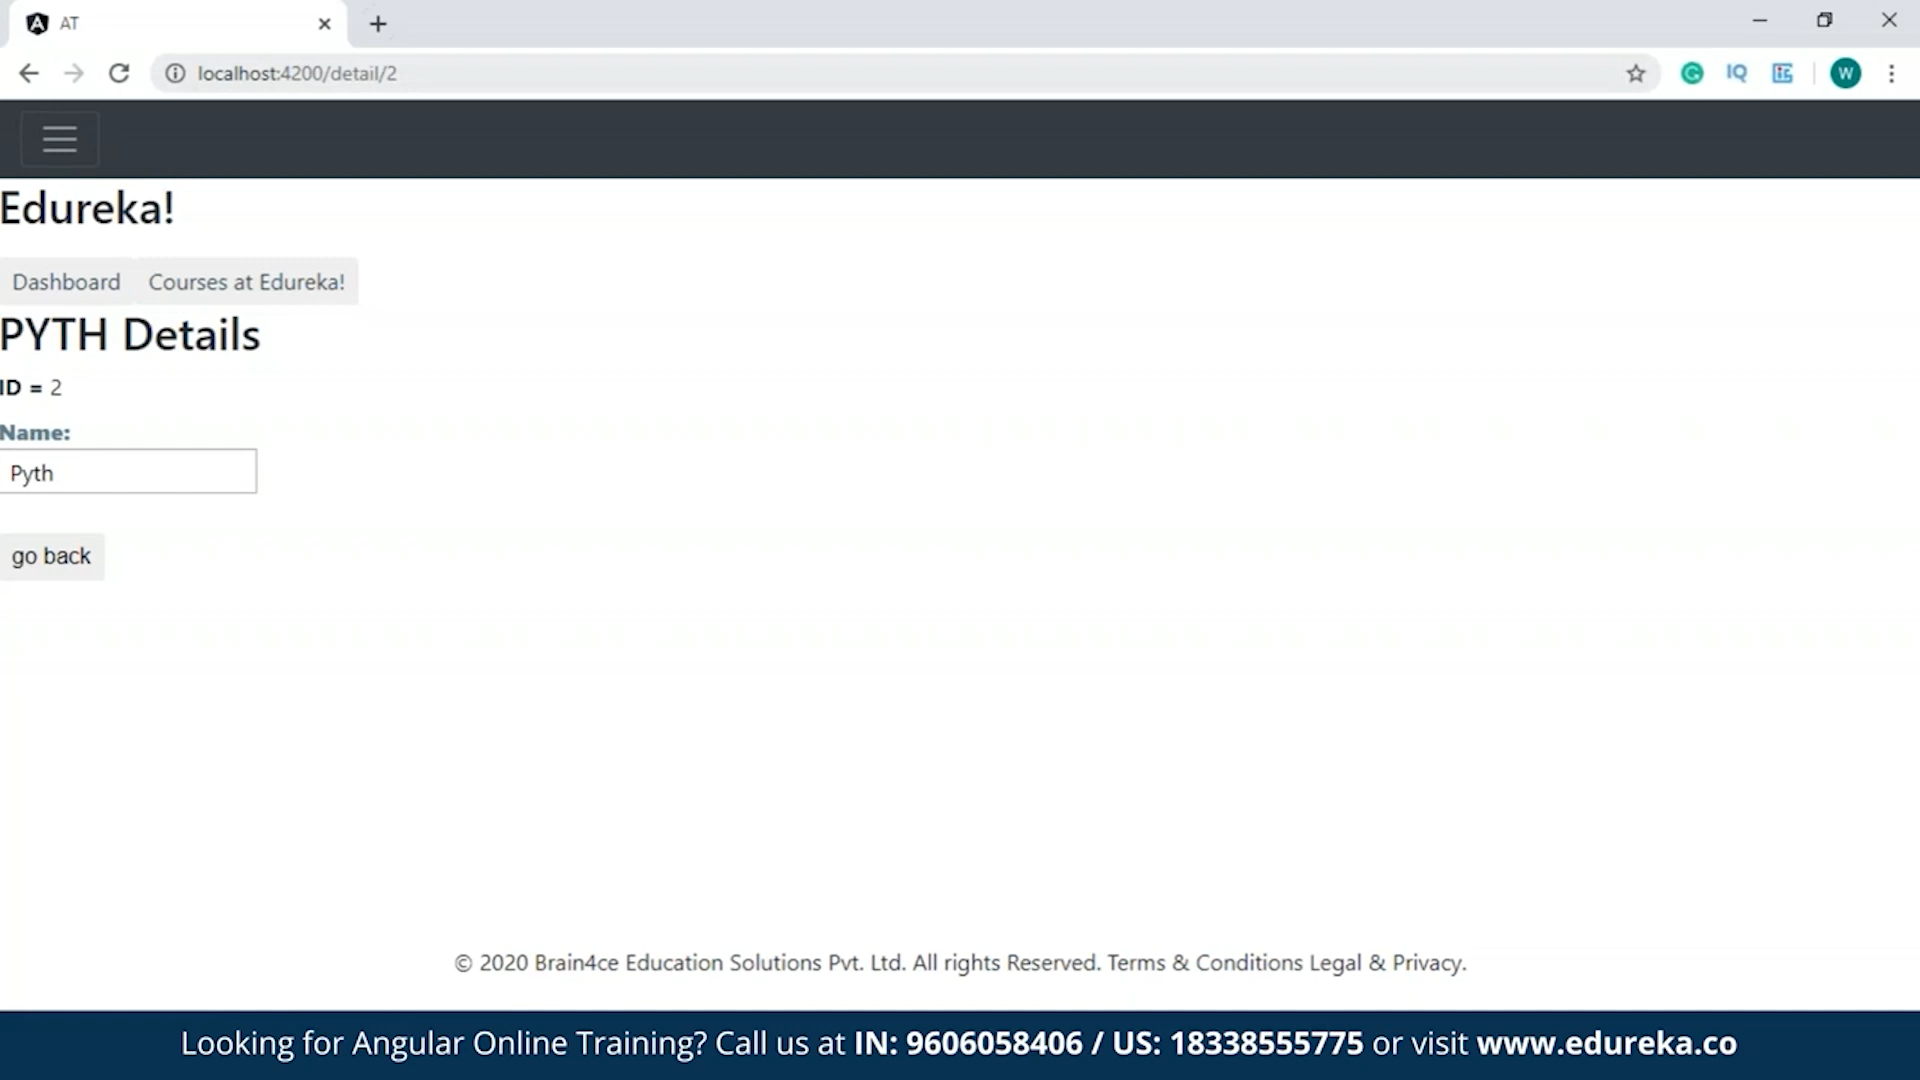 AT
localhost:4200/detail/2
IQ
W
Edureka!
Dashboard Courses at Edureka!
PYTH Details
ID = 2
Name:
Pyth
go back
© 2020 Brain4ce Education Solutions Pvt. Ltd. All rights Reserved. Terms & Conditions Legal & Privacy.
Looking for Angular Online Training? Call us at IN: 9606058406 / US: 18338555775 or visit www.edureka.co